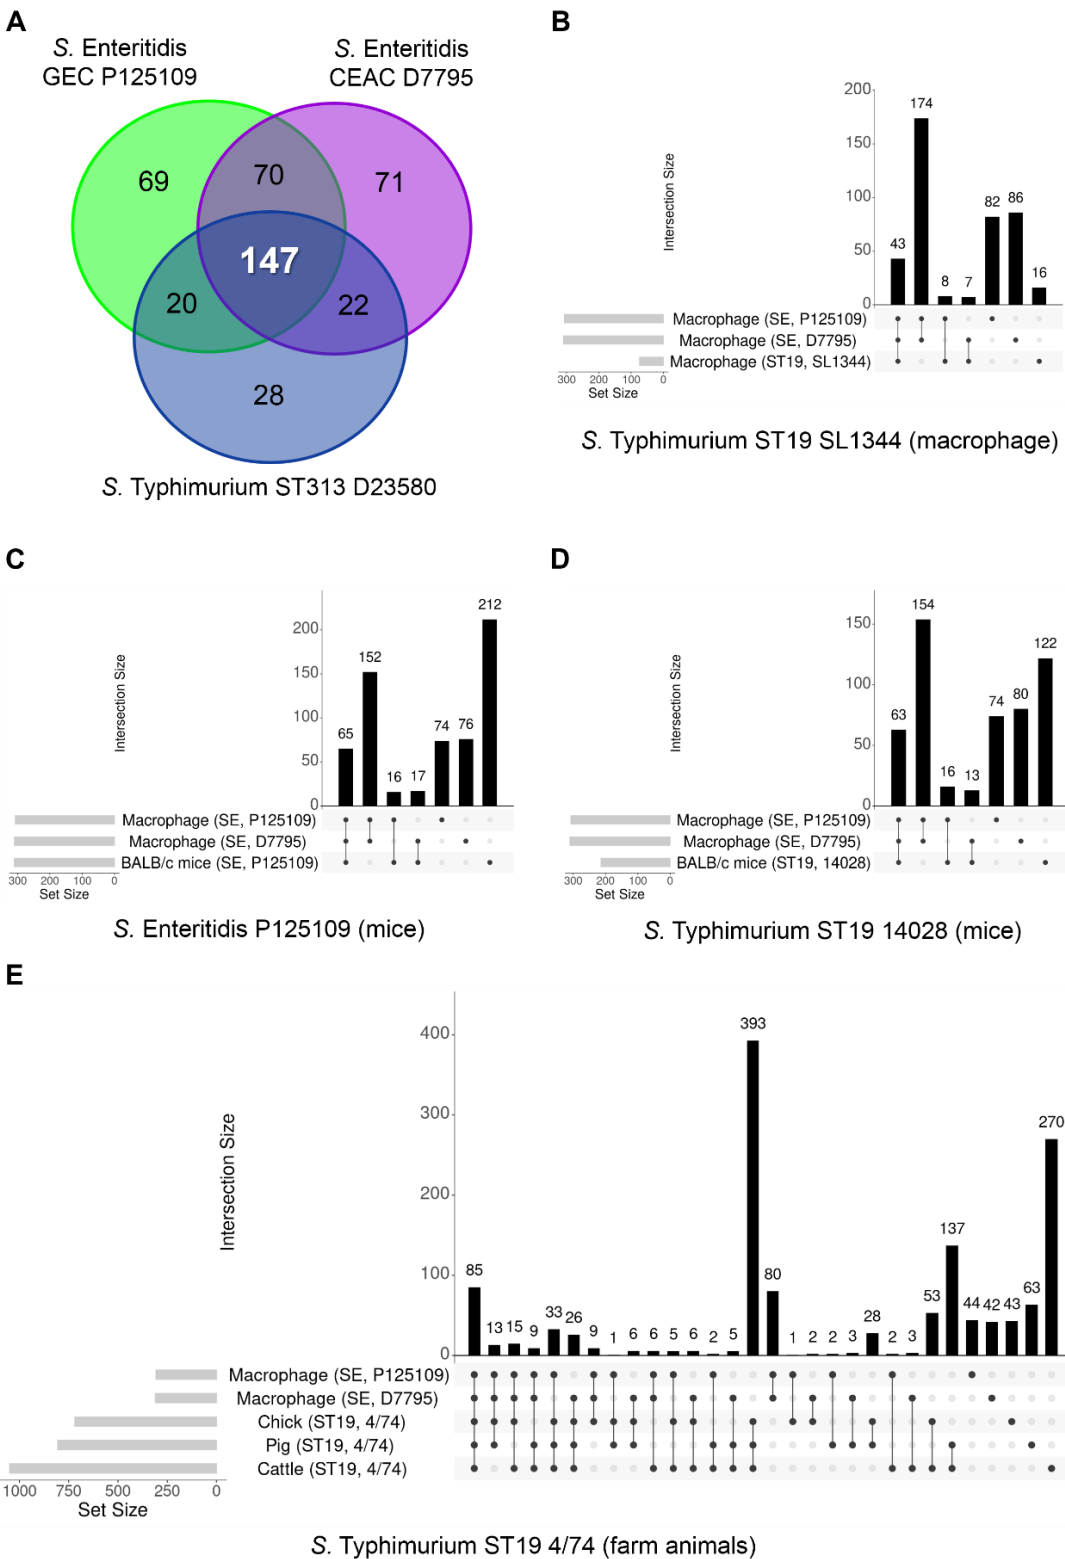 A
S. Enteritidis
GEC P125109
S. Enteritidis
CEAC D7795
69
70
71
147
20
22
28
S. Typhimurium ST313 D23580
B
Intersection Size
200
150
100
50
0
43
174
8
7
82
86
16
Macrophage (SE, P125109)
Macrophage (SE, D7795)
Macrophage (ST19, SL1344)
300 200 100 0
Set Size
S. Typhimurium ST19 SL1344 (macrophage)
C
Intersection Size
200
150
100
50
0
65
152
16
17
74
76
212
Macrophage (SE, P125109)
Macrophage (SE, D7795)
BALB/c mice (SE, P125109)
300 200 100 0
Set Size
S. Enteritidis P125109 (mice)
D
Intersection Size
150
100
50
0
63
154
16
13
74
80
122
Macrophage (SE, P125109)
Macrophage (SE, D7795)
BALB/c mice (ST19, 14028)
300 200 100 0
Set Size
S. Typhimurium ST19 14028 (mice)
E
Intersection Size
400
300
200
100
0
85
13
15
9
33
26
9
1
6
6
5
6
2
5
393
80
1
2
2
3
28
2
3
53
137
44
42
43
63
270
Macrophage (SE, P125109)
Macrophage (SE, D7795)
Chick (ST19, 4/74)
Pig (ST19, 4/74)
Cattle (ST19, 4/74)
1000 750 500 250 0
Set Size
S. Typhimurium ST19 4/74 (farm animals)